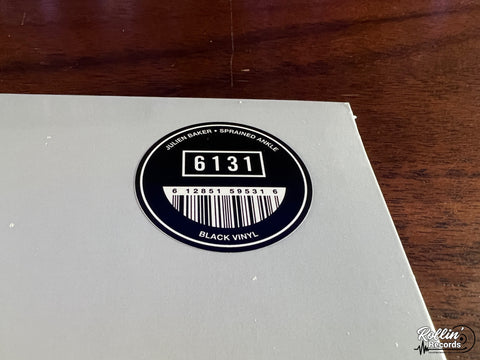 JULIEN BAKER • SPRAINED ANKLE
6131
6 12851 59531 6
BLACK VINYL
Rollin'
Records